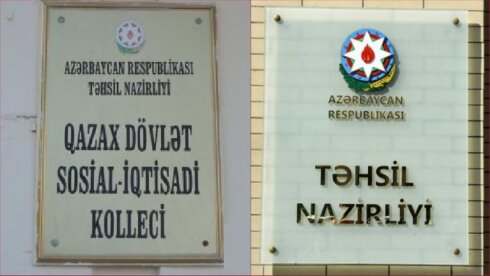 AZƏRBAYCAN RESPUBLİKASI
TƏHSİL NAZİRLİYİ
QAZAX DÖVLƏT
SOSİAL-İQTİSADİ
KOLLECİ
AZƏRBAYCAN
RESPUBLİKASI
TƏHSİL
NAZİRLİYİ